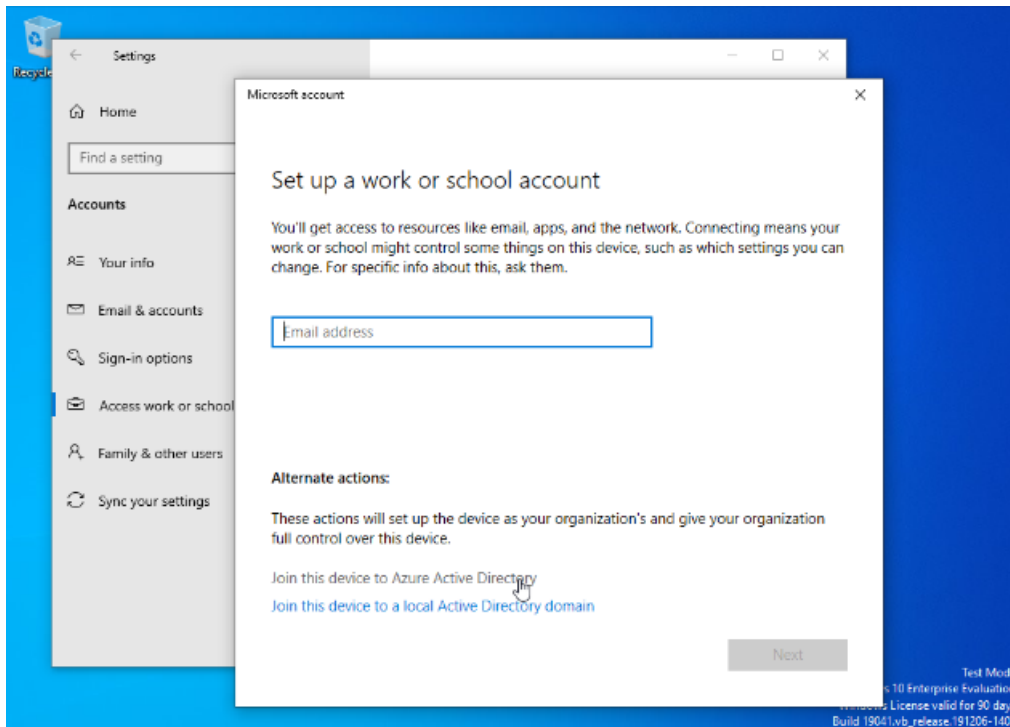 Recycle
Settings
Home
Find a setting
Accounts
Your info
Email & accounts
Sign-in options
Access work or school
Family & other users
Sync your settings
Microsoft account
Set up a work or school account
You'll get access to resources like email, apps, and the network. Connecting means your
work or school might control some things on this device, such as which settings you can
change. For specific info about this, ask them.
Email address
Alternate actions:
These actions will set up the device as your organization's and give your organization
full control over this device.
Join this device to Azure Active Directory
Join this device to a local Active Directory domain
Next
Test Mod
s 10 Enterprise Evaluatio
Windows License valid for 90 day
Build 19041.vb_release.191206-140